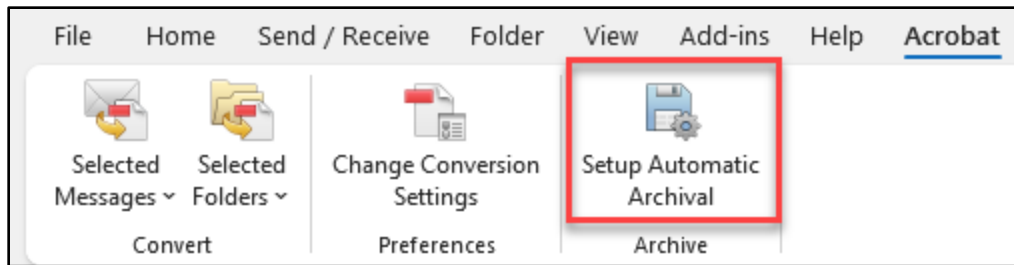 File Home Send / Receive Folder View Add-ins Help Acrobat
Selected Messages
Selected Folders
Change Conversion
Settings
Setup Automatic
Archival
Convert
Preferences
Archive